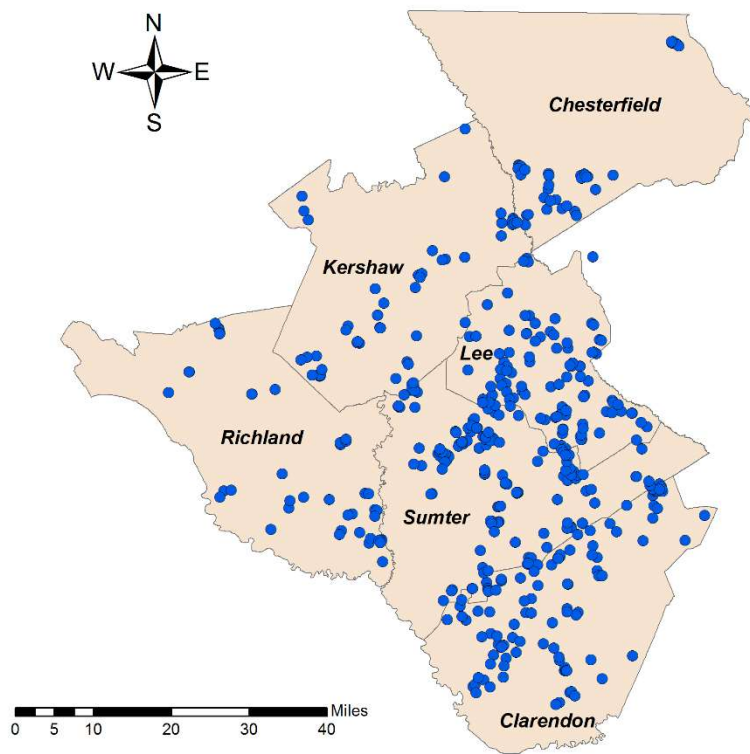 N
W E
S
Chesterfield
Kershaw
Lee
Richland
Sumter
Clarendon
0 5 10 20 30 40 Miles